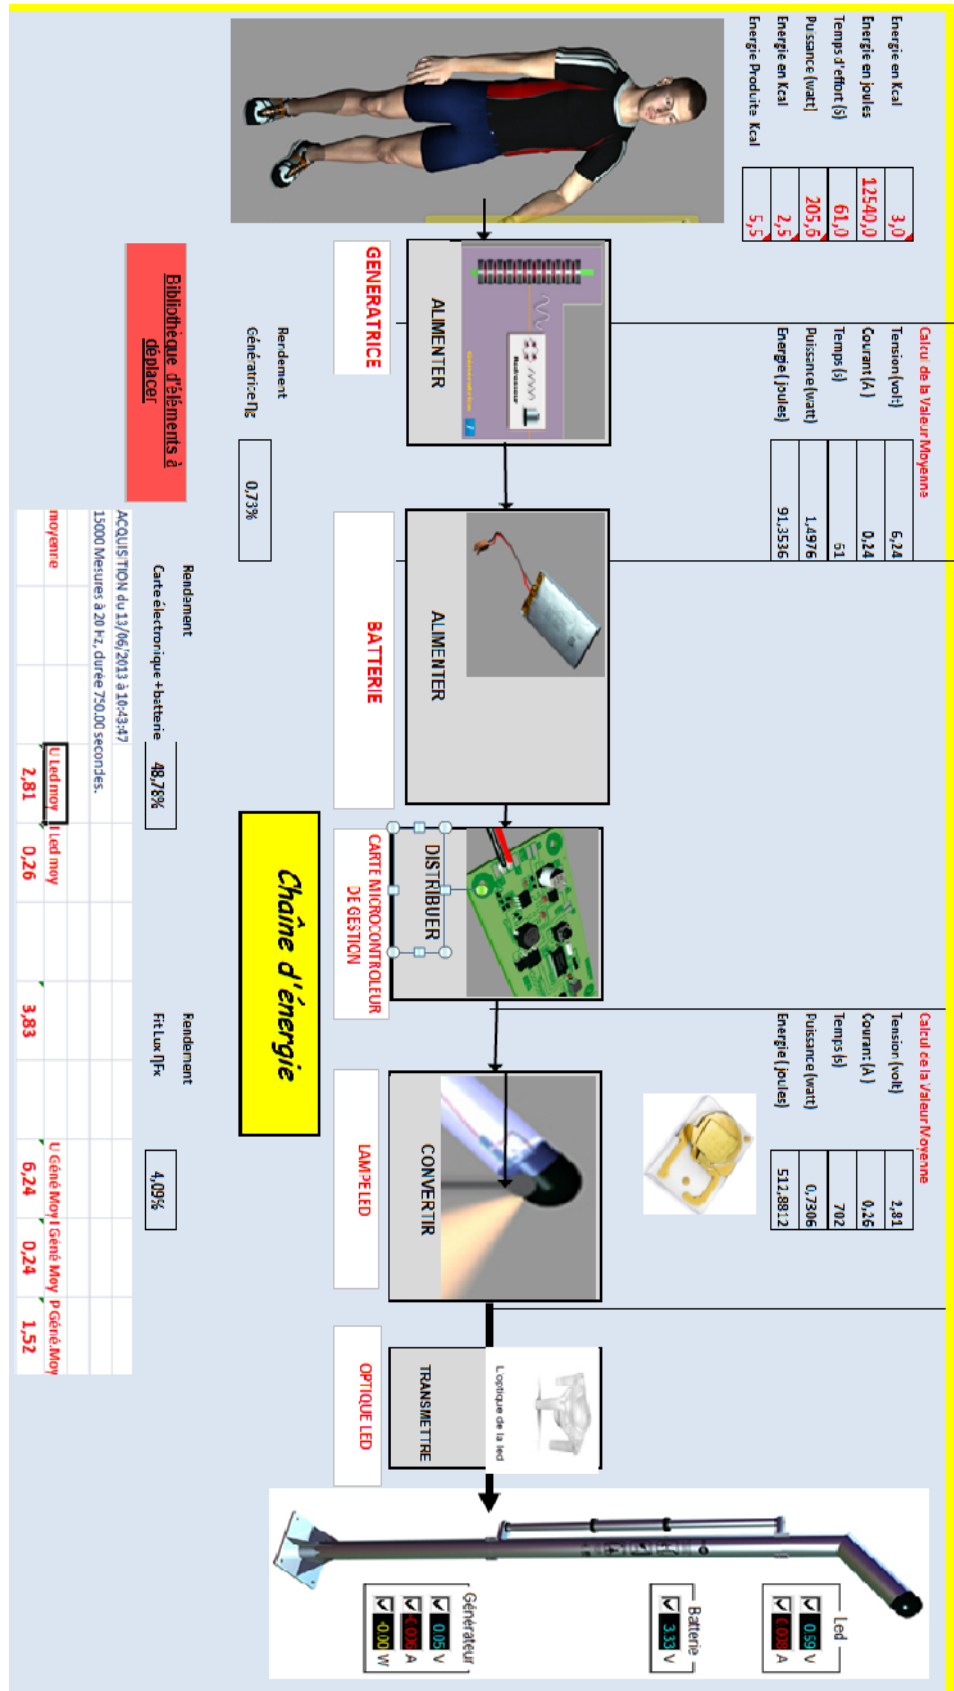 Energie en Kcal 3,0
Energie en joules 12540,0
Temps d'effort (s) 61,0
Puissance (watt) 205,6
Energie en Kcal 2,5
Energie Produite Kcal 5,5
Calcul de la Valeur Moyenne
Tension (volt) 6,24
Courant (A) 0,24
Temps (s) 61
Puissance (watt) 1,4976
Energie ( joules) 91,3536
Calcul de la Valeur Moyenne
Tension (volt) 2,81
Courant (A) 0,26
Temps (s) 702
Puissance (watt) 0,7306
Energie ( joules) 512,8812
Redresseur
Génératrice
ALIMENTER
GENERATRICE
ALIMENTER
BATTERIE
DISTRIBUER
CARTE MICROCONTROLEUR
DE GESTION
CONVERTIR
LAMPE LED
L'optique de la led
TRANSMETTRE
OPTIQUE LED
Led
0.59 V
0.008 A
Batterie
3.33 V
Générateur
0.05 V
-0.006 A
-0.00 W
Rendement
Génératrice ηg 0,73%
Chaîne d'énergie
Bibliothèque d'éléments à
déplacer
Rendement
Carte électronique + batterie 48,78%
Rendement
Fit Lux ηFx 4,09%
ACQUISITION du 13/06/2013 à 10:43:47
15000 Mesures à 20 Hz, durée 750.00 secondes.
moyenne U Led moy I Led moy U Géné Moy I Géné Moy P Géné.Moy
2,81 0,26 3,83 6,24 0,24 1,52